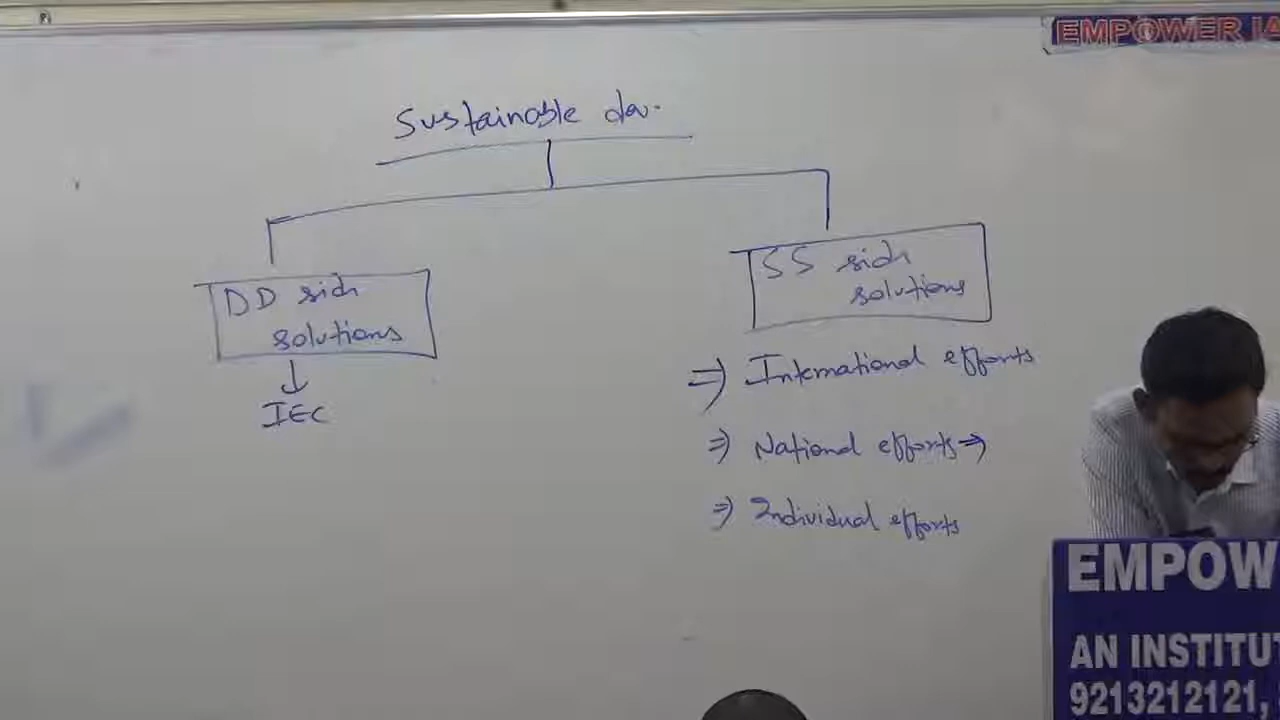 EMPOWER IA
Sustainable dev.
DD side
solutions
IEC
SS side
solutions
⇒ International efforts
⇒ National efforts →
⇒ Individual efforts
EMPOW
AN INSTITUT
9213212121,